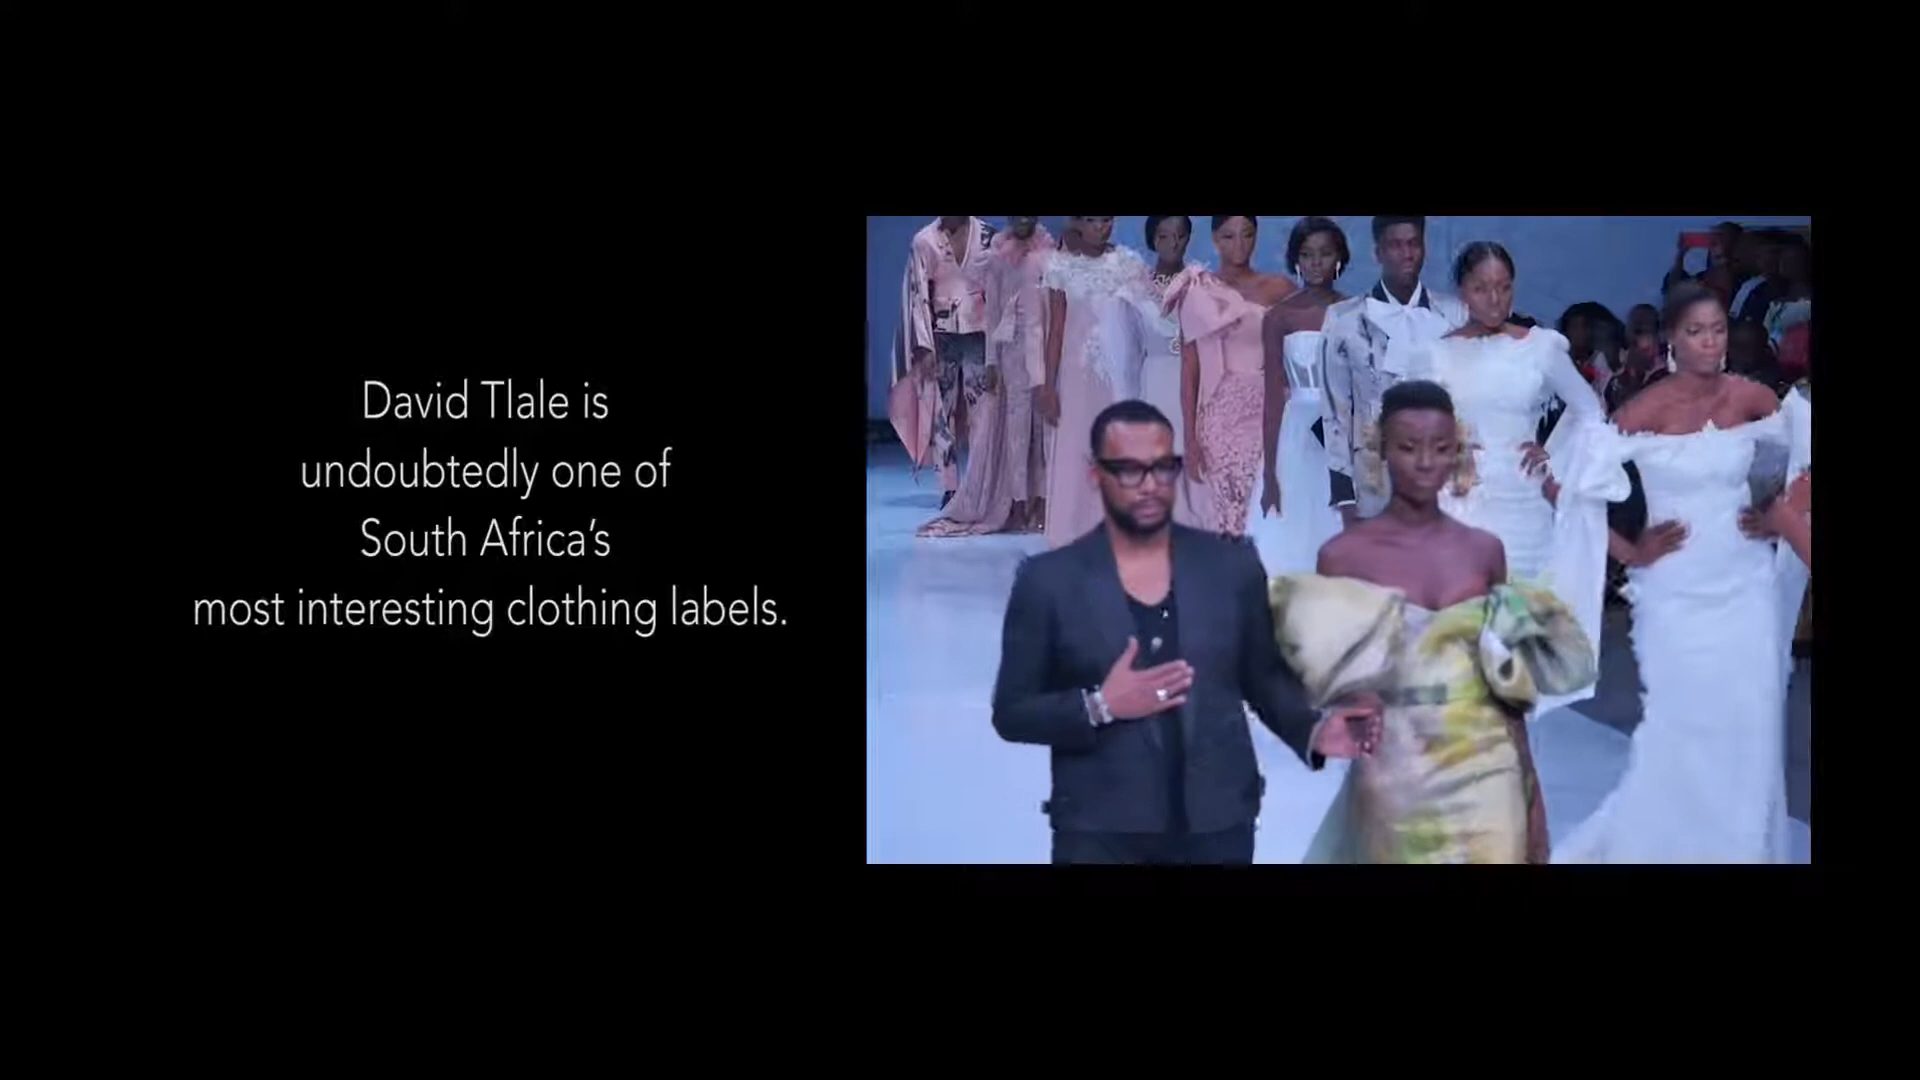 David Tlale is
undoubtedly one of
South Africa’s
most interesting clothing labels.